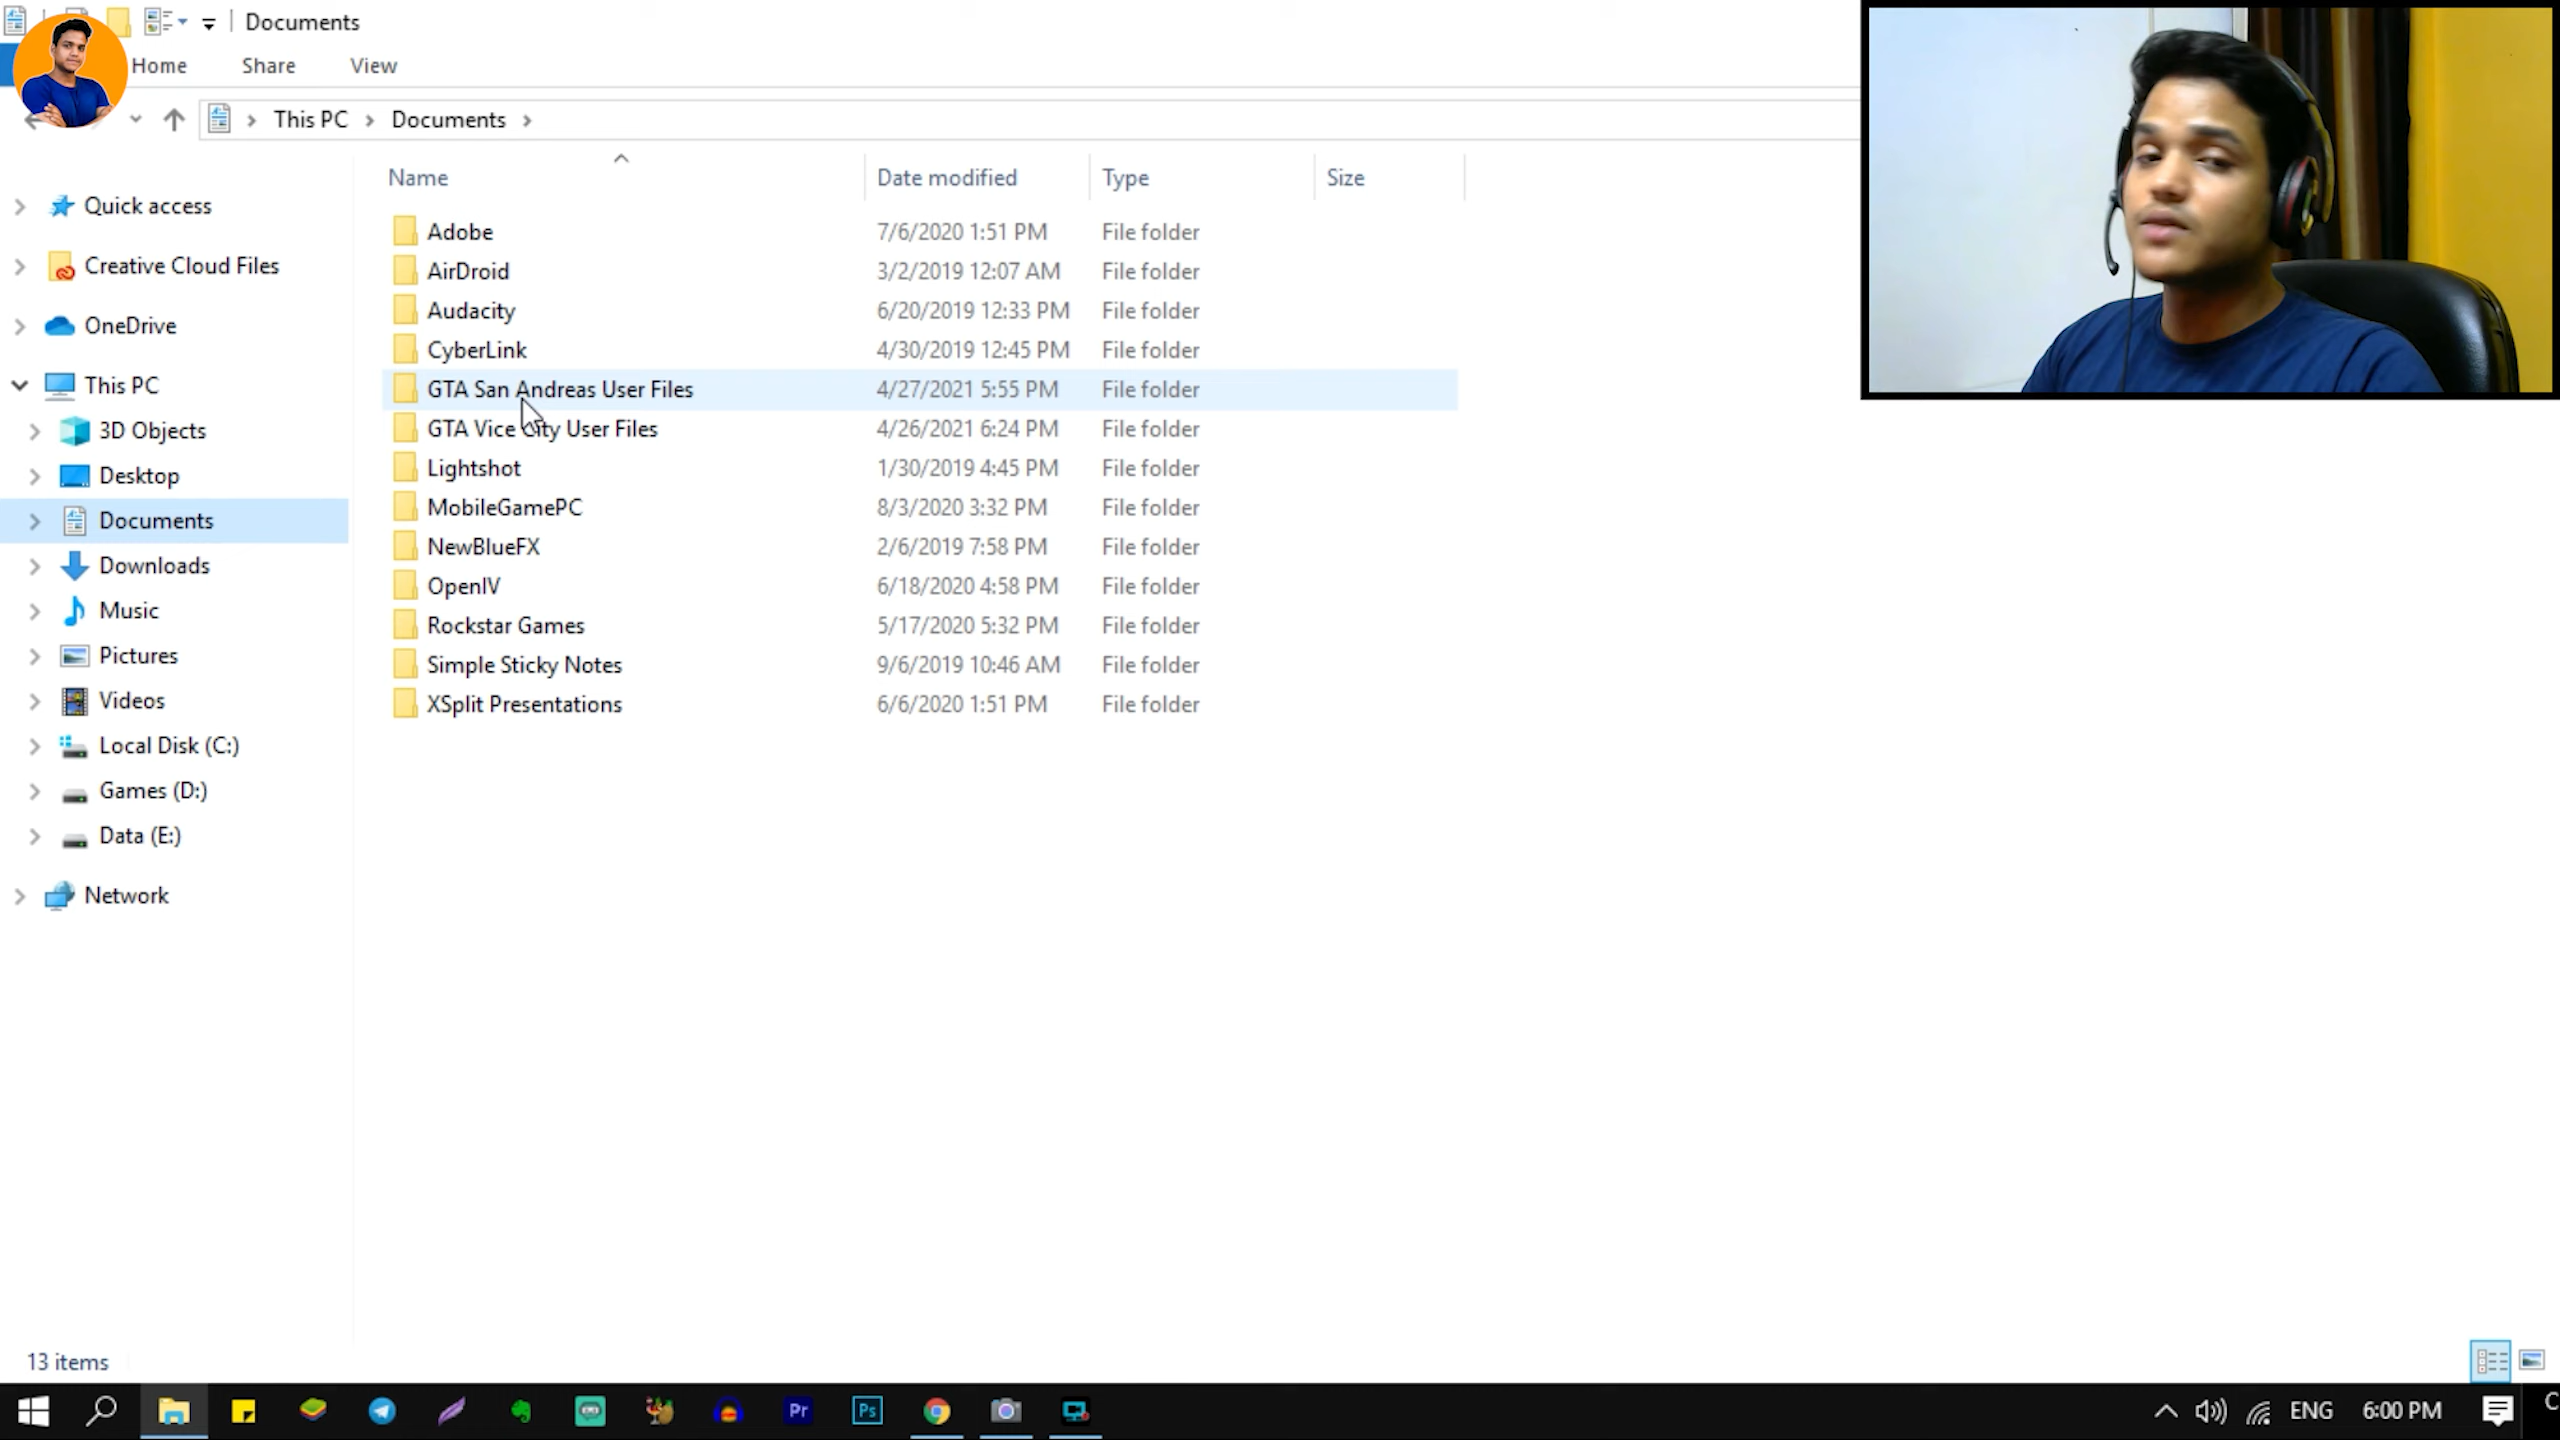 Documents
Home Share View
This PC Documents
Name Date modified Type Size
Quick access
Creative Cloud Files
OneDrive
This PC
3D Objects
Desktop
Documents
Downloads
Music
Pictures
Videos
Local Disk (C:)
Games (D:)
Data (E:)
Network
Adobe 7/6/2020 1:51 PM File folder
AirDroid 3/2/2019 12:07 AM File folder
Audacity 6/20/2019 12:33 PM File folder
CyberLink 4/30/2019 12:45 PM File folder
GTA San Andreas User Files 4/27/2021 5:55 PM File folder
GTA Vice City User Files 4/26/2021 6:24 PM File folder
Lightshot 1/30/2019 4:45 PM File folder
MobileGamePC 8/3/2020 3:32 PM File folder
NewBlueFX 2/6/2019 7:58 PM File folder
OpenIV 6/18/2020 4:58 PM File folder
Rockstar Games 5/17/2020 5:32 PM File folder
Simple Sticky Notes 9/6/2019 10:46 AM File folder
XSplit Presentations 6/6/2020 1:51 PM File folder
13 items
Pr Ps ENG 6:00 PM